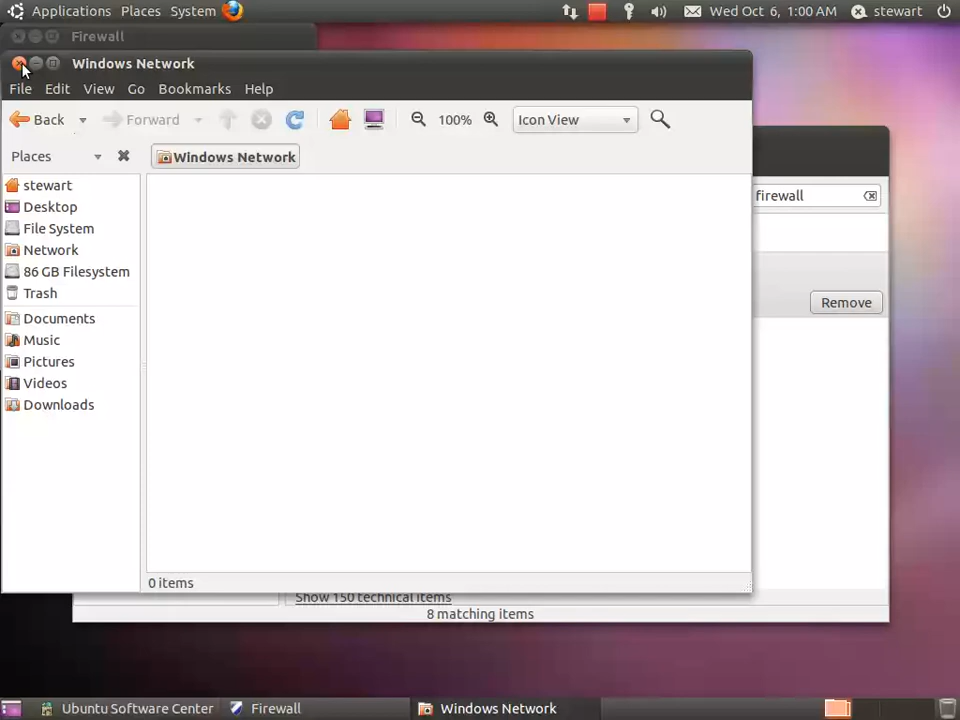 Applications Places System Wed Oct 6, 1:00 AM stewart
Firewall
Windows Network
File Edit View Go Bookmarks Help
Back Forward 100% Icon View
Places Windows Network
stewart
Desktop
File System
Network
86 GB Filesystem
Trash
Documents
Music
Pictures
Videos
Downloads
firewall
Remove
0 items
Show 150 technical items
8 matching items
Ubuntu Software Center Firewall Windows Network